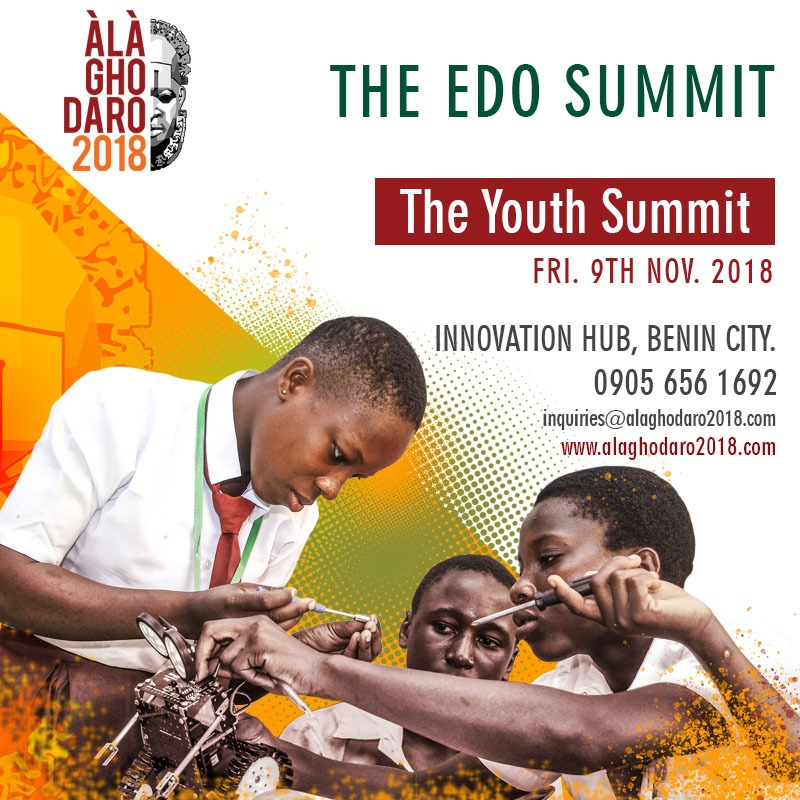 ÀLÀ
GHO
DARO
2018
THE EDO SUMMIT
The Youth Summit
FRI. 9TH NOV. 2018
INNOVATION HUB, BENIN CITY.
0905 656 1692
inquiries@alaghodaro2018.com
www.alaghodaro2018.com